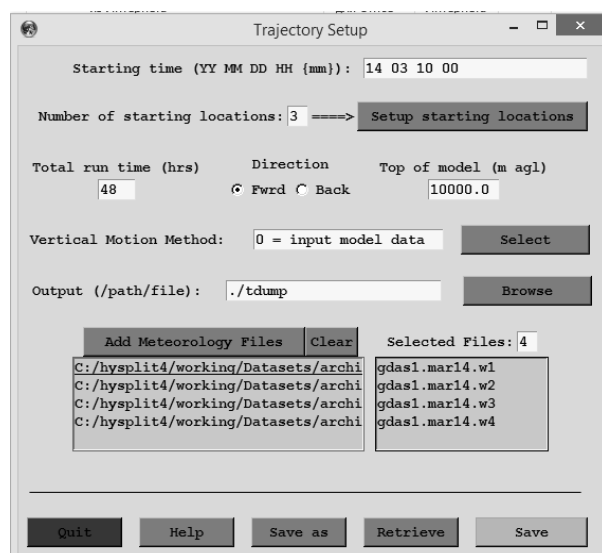 Trajectory Setup
Starting time (YY MM DD HH {mm}): 14 03 10 00
Number of starting locations: 3 ====> Setup starting locations
Total run time (hrs) Direction Top of model (m agl)
48 Fwrd Back 10000.0
Vertical Motion Method: 0 = input model data Select
Output (/path/file): ./tdump Browse
Add Meteorology Files Clear Selected Files: 4
C:/hysplit4/working/Datasets/archi gdas1.mar14.w1
C:/hysplit4/working/Datasets/archi gdas1.mar14.w2
C:/hysplit4/working/Datasets/archi gdas1.mar14.w3
C:/hysplit4/working/Datasets/archi gdas1.mar14.w4
Quit Help Save as Retrieve Save